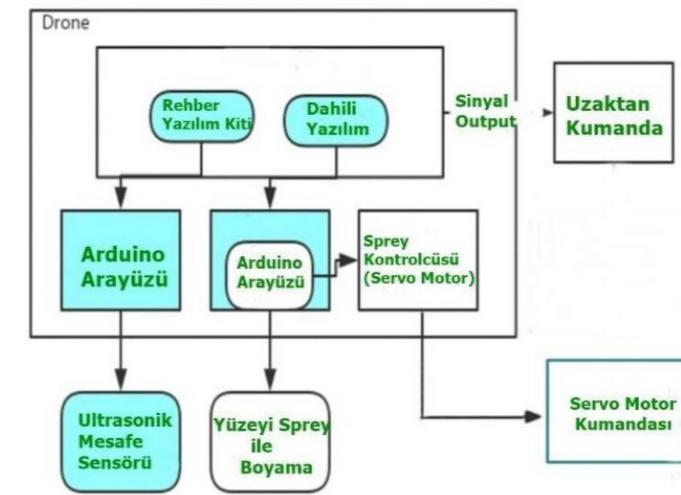 Drone
Rehber
Yazılım Kiti
Dahili
Yazılım
Sinyal
Output
Uzaktan
Kumanda
Arduino
Arayüzü
Arduino
Arayüzü
Sprey
Kontrolcüsü
(Servo Motor)
Ultrasonik
Mesafe
Sensörü
Yüzeyi Sprey
ile
Boyama
Servo Motor
Kumandası